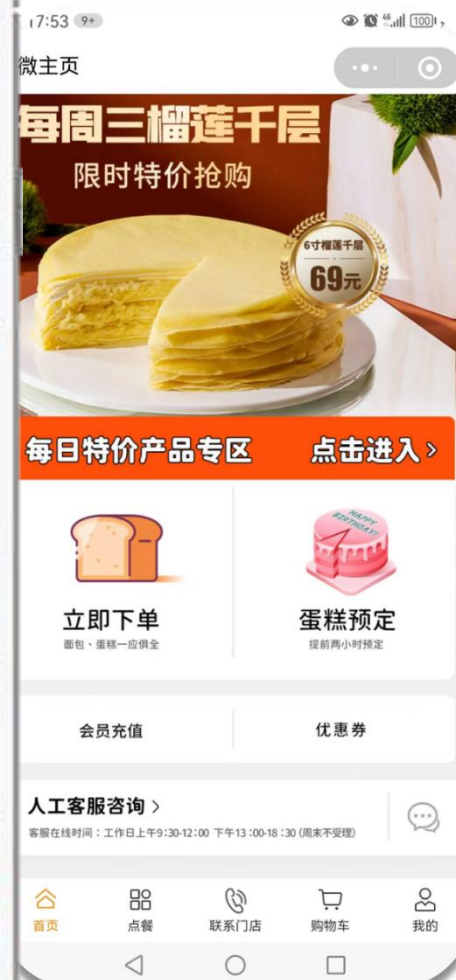 17:53 9+
46 100
微主页
每周三榴莲千层
限时特价抢购
6寸榴莲千层
69元
每日特价产品专区 点击进入 >
HAPPY
BIRTHDAY!
立即下单 蛋糕预定
面包、蛋糕一应俱全 提前两小时预定
会员充值 优惠券
人工客服咨询 >
客服在线时间：工作日上午9:30-12:00 下午13:00-18:30 (周末不受理)
首页 点餐 联系门店 购物车 我的